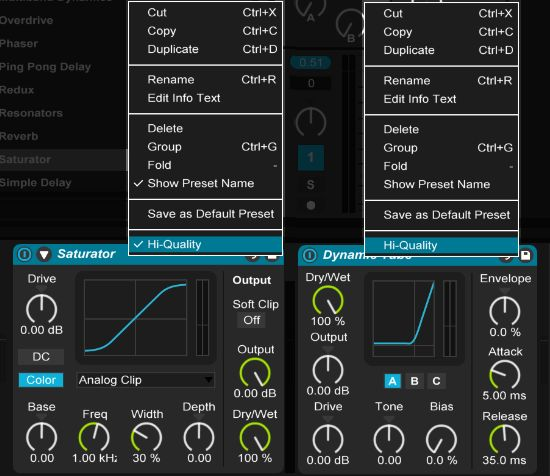 Overdrive
Phaser
Ping Pong Delay
Redux
Resonators
Reverb
Saturator
Simple Delay
Cut Ctrl+X
Copy Ctrl+C
Duplicate Ctrl+D
Rename Ctrl+R
Edit Info Text
Delete
Group Ctrl+G
Fold -
✓ Show Preset Name
Save as Default Preset
✓ Hi-Quality
A
B
0.51
0
1
S
Cut Ctrl+X
Copy Ctrl+C
Duplicate Ctrl+D
Rename Ctrl+R
Edit Info Text
Delete
Group Ctrl+G
Fold -
Show Preset Name
Save as Default Preset
Hi-Quality
Saturator
Drive
0.00 dB
DC
Color
Analog Clip
Output
Soft Clip
Off
Output
0.00 dB
Base
0.00
Freq
1.00 kHz
Width
30 %
Depth
0.00
Dry/Wet
100 %
Dynamic Tube
Dry/Wet
100 %
Output
0.00 dB
Drive
0.00 dB
A B C
Tone
0.00
Bias
0.0 %
Envelope
0.0 %
Attack
5.00 ms
Release
35.0 ms